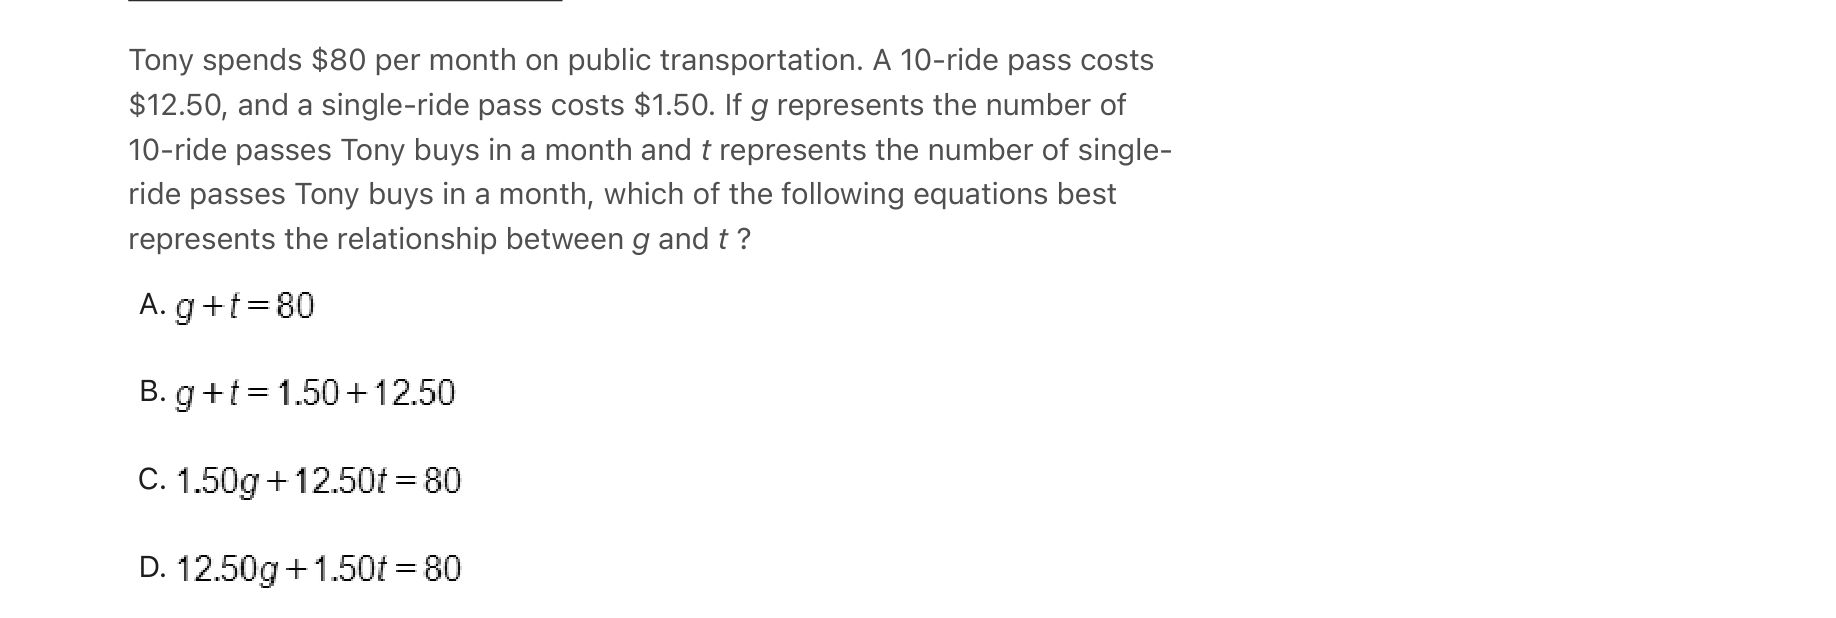 Tony spends $80 per month on public transportation. A 10-ride pass costs
$12.50, and a single-ride pass costs $1.50. If g represents the number of
10-ride passes Tony buys in a month and t represents the number of single-
ride passes Tony buys in a month, which of the following equations best
represents the relationship between g and t ?
A. g + t = 80
B. g + t = 1.50 + 12.50
C. 1.50g + 12.50t = 80
D. 12.50g + 1.50t = 80